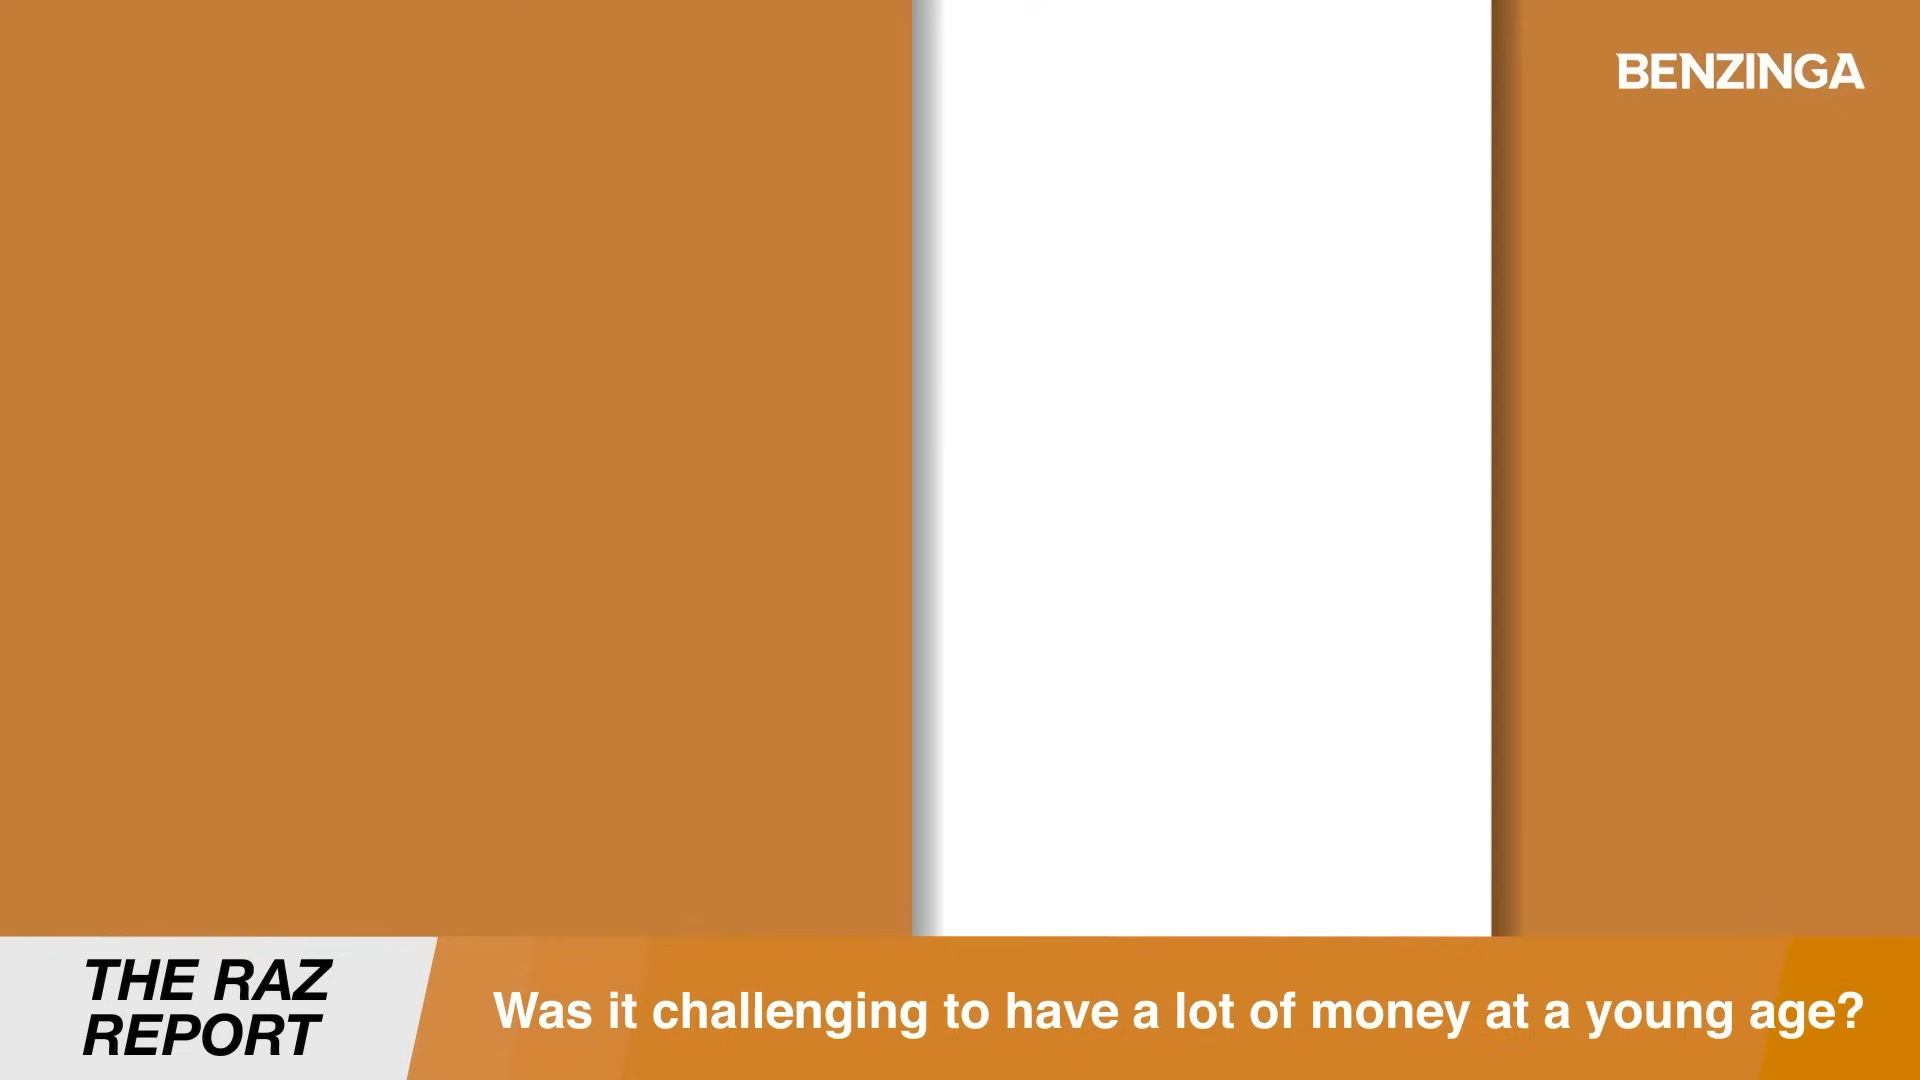 BENZINGA
THE RAZ
REPORT
Was it challenging to have a lot of money at a young age?